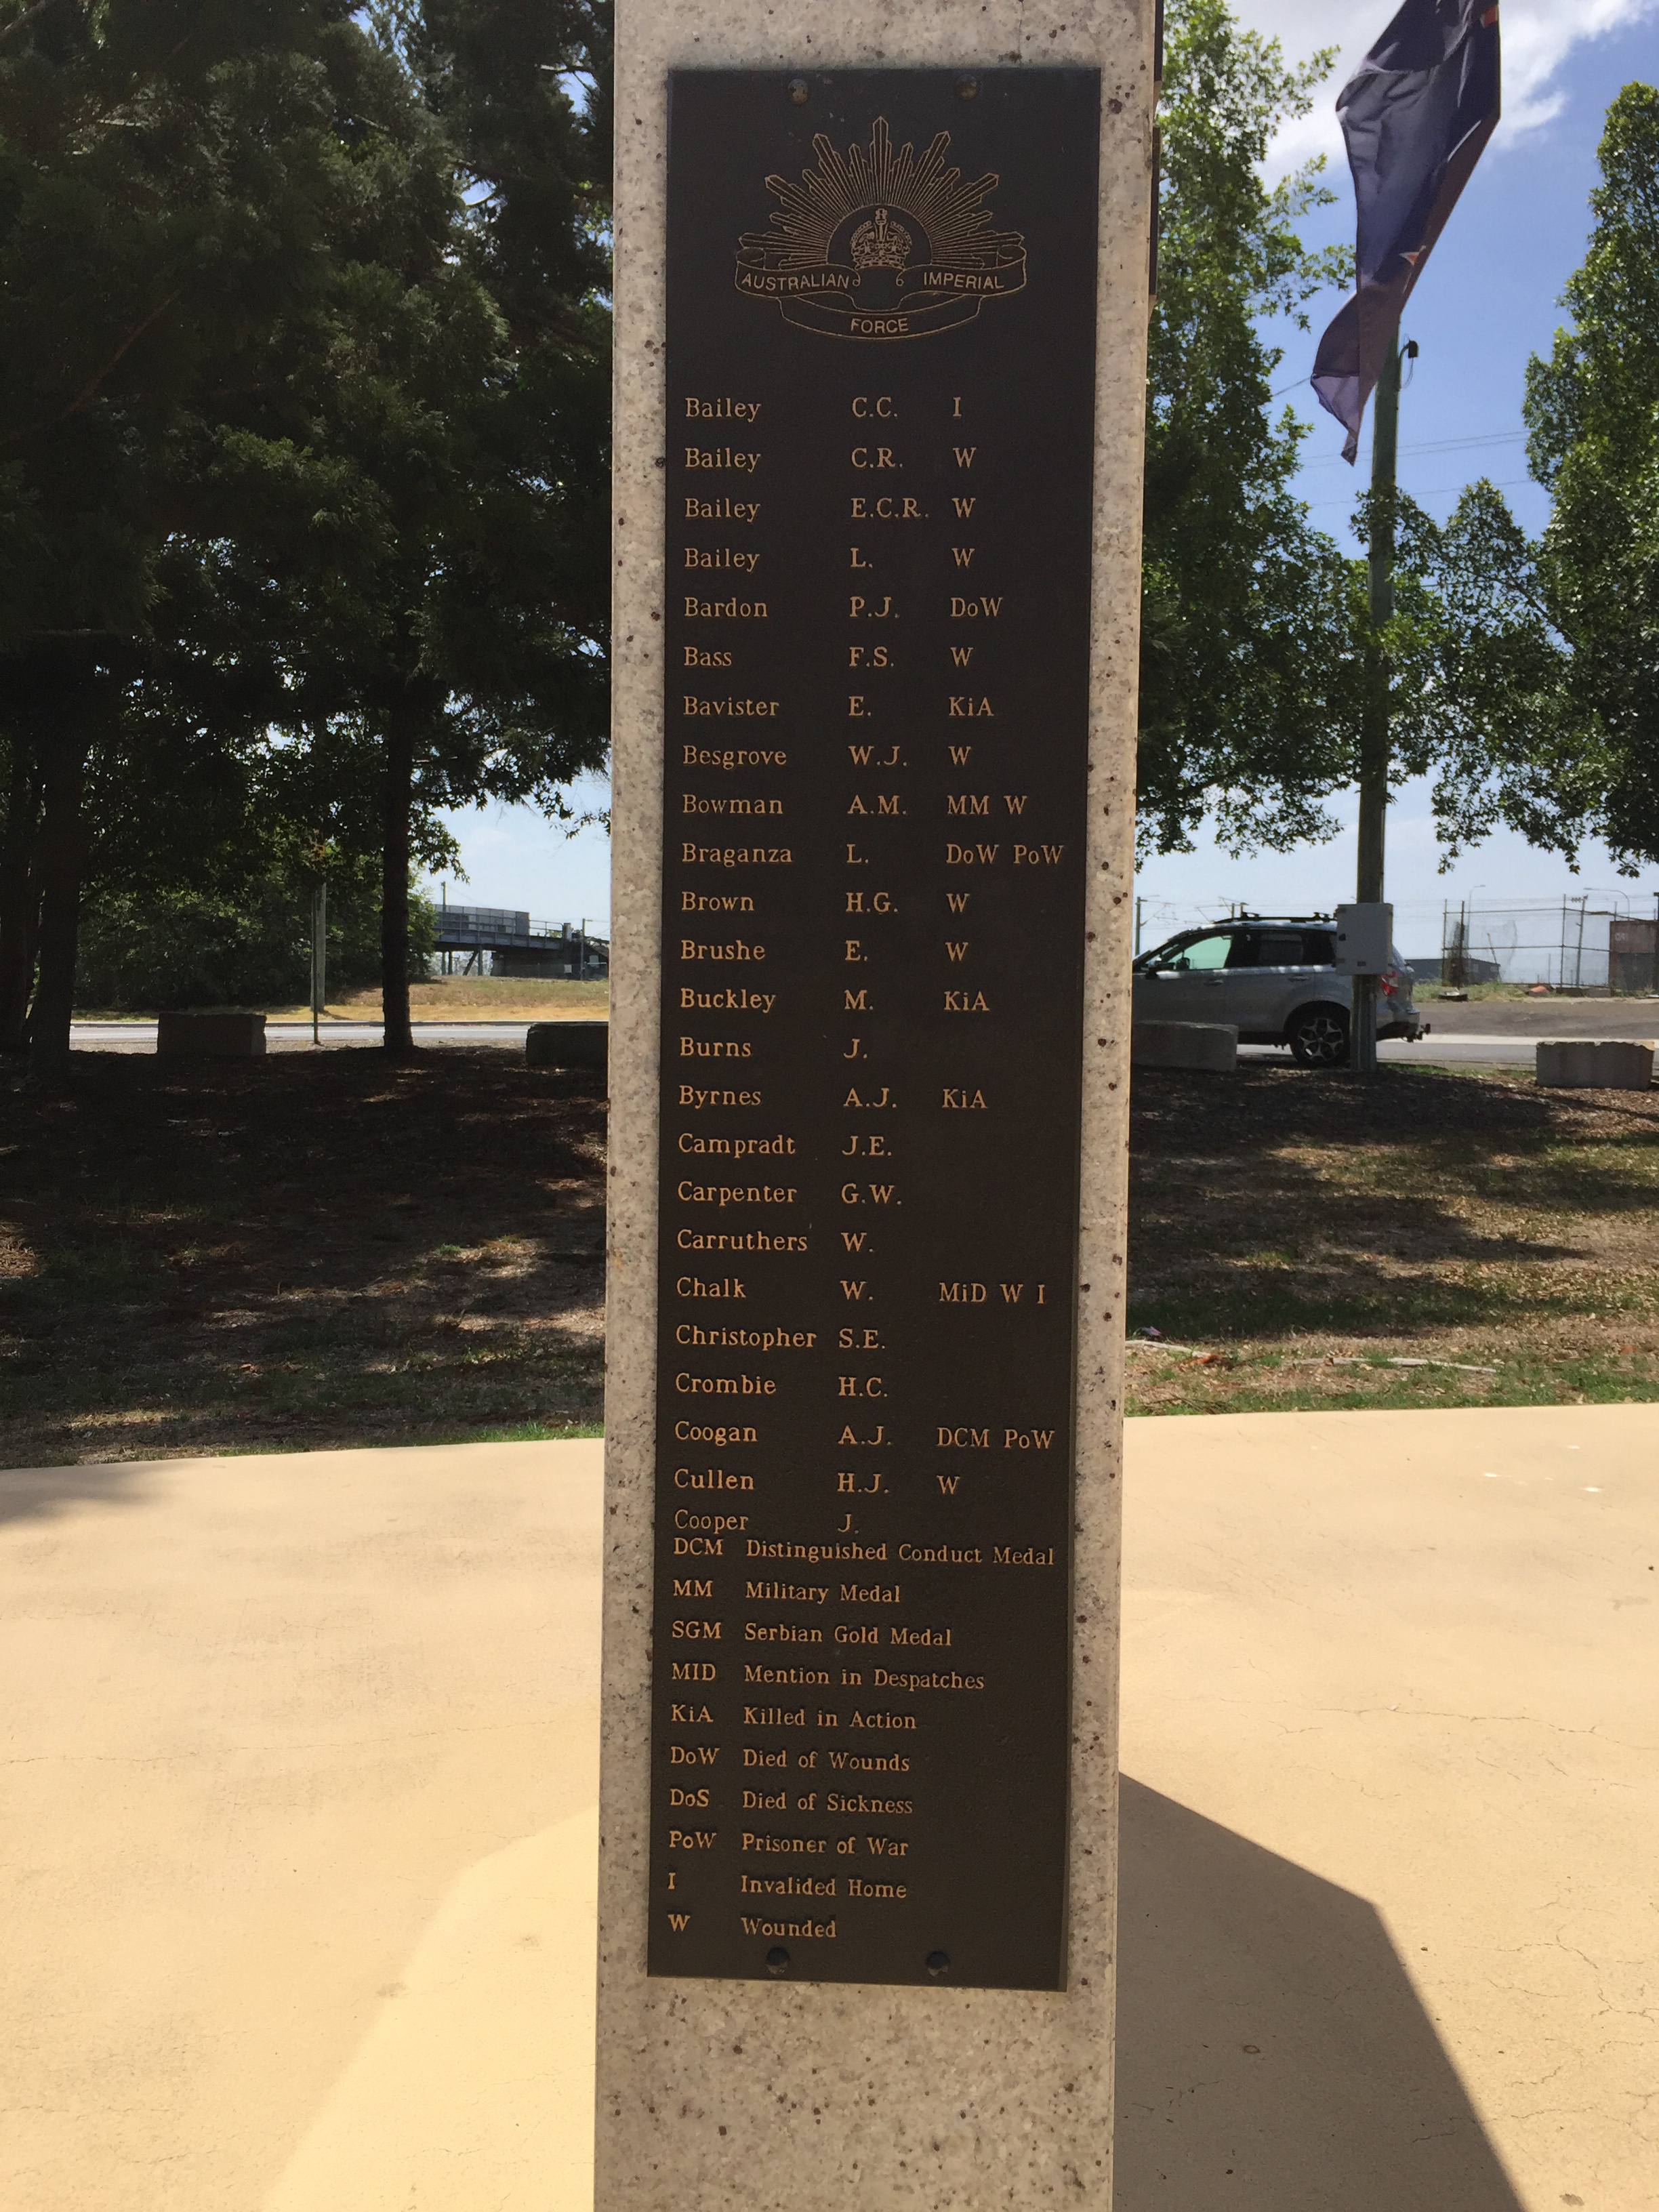 AUSTRALIAN IMPERIAL
FORCE
Bailey C.C. I
Bailey C.R. W
Bailey E.C.R. W
Bailey L. W
Bardon P.J. DoW
Bass F.S. W
Bavister E. KiA
Besgrove W.J. W
Bowman A.M. MM W
Braganza L. DoW PoW
Brown H.G. W
Brushe E. W
Buckley M. KiA
Burns J.
Byrnes A.J. KiA
Campradt J.E.
Carpenter G.W.
Carruthers W.
Chalk W. MiD W I
Christopher S.E.
Crombie H.C.
Coogan A.J. DCM PoW
Cullen H.J. W
Cooper J.
DCM Distinguished Conduct Medal
MM Military Medal
SGM Serbian Gold Medal
MID Mention in Despatches
KiA Killed in Action
DoW Died of Wounds
DoS Died of Sickness
PoW Prisoner of War
I Invalided Home
W Wounded